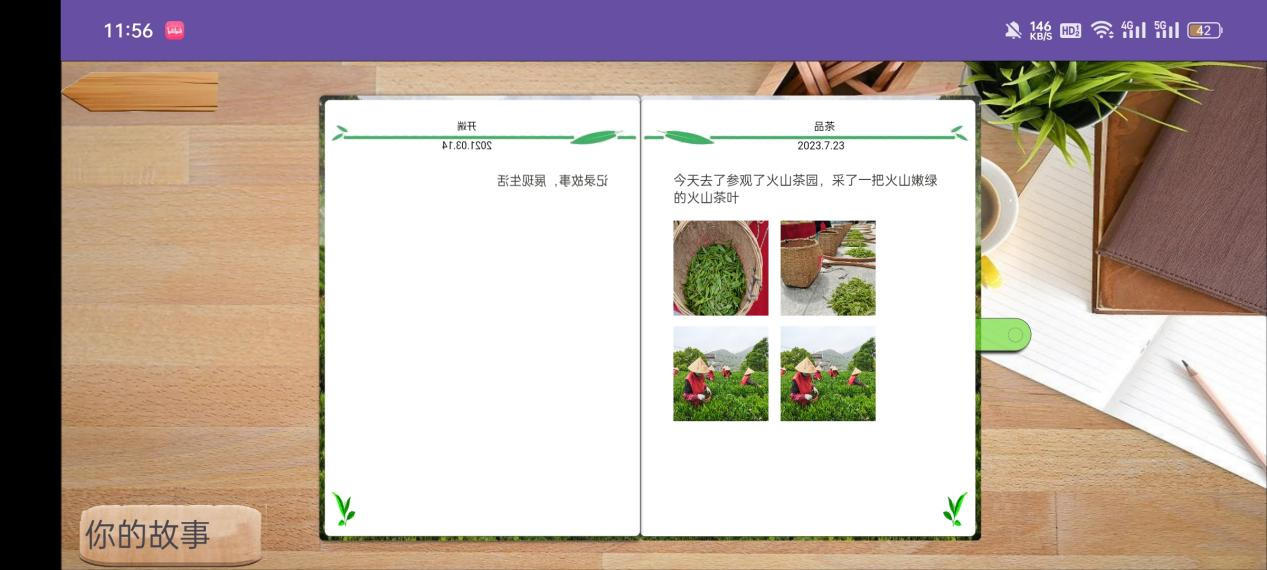 11:56
146
KB/S
HD
4G
5G
42
开端
2021.03.14
记录故事，展现生活
品茶
2023.7.23
今天去了参观了火山茶园，采了一把火山嫩绿
的火山茶叶
你的故事